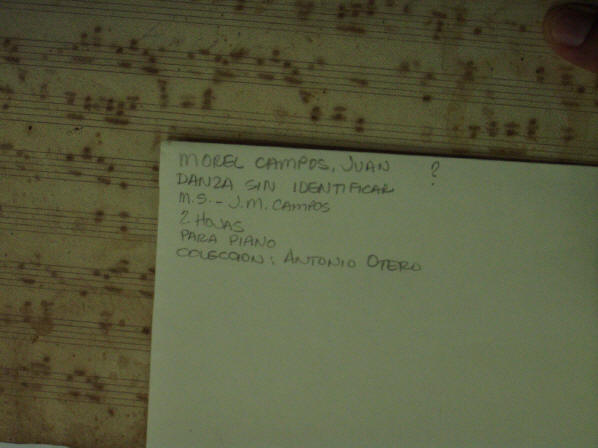 MOREL CAMPOS, JUAN ?
DANZA SIN IDENTIFICAR
M.S. - J.M. CAMPOS
2 HOJAS
PARA PIANO
COLECCION: ANTONIO OTERO